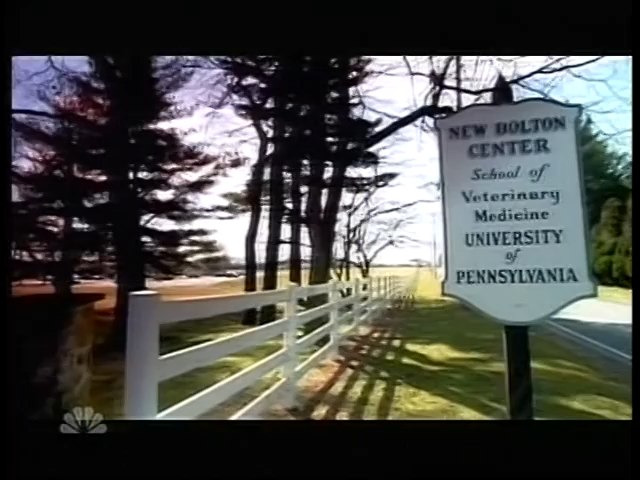 NEW BOLTON
CENTER
School of
Veterinary
Medicine
UNIVERSITY
of
PENNSYLVANIA